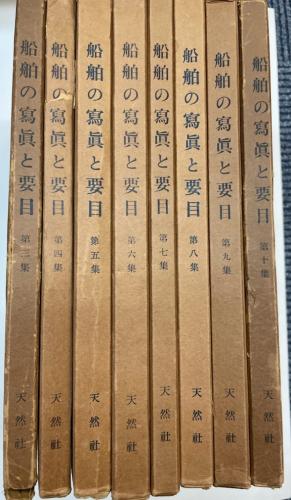 船舶の寫眞と要目 第三集 天然社
船舶の寫眞と要目 第四集 天然社
船舶の寫眞と要目 第五集 天然社
船舶の寫眞と要目 第六集 天然社
船舶の寫眞と要目 第七集 天然社
船舶の寫眞と要目 第八集 天然社
船舶の寫眞と要目 第九集 天然社
船舶の寫眞と要目 第十集 天然社